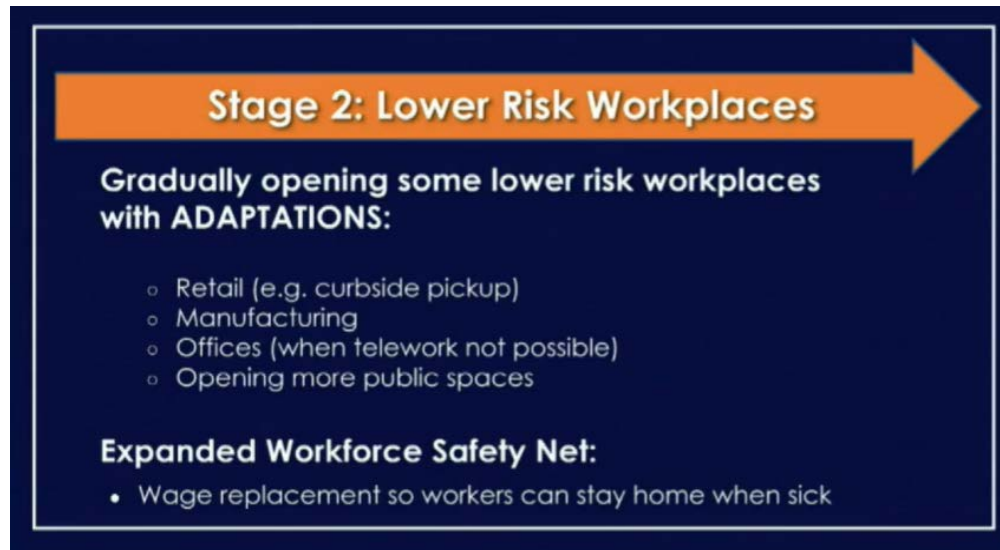 Stage 2: Lower Risk Workplaces
Gradually opening some lower risk workplaces
with ADAPTATIONS:
○ Retail (e.g. curbside pickup)
○ Manufacturing
○ Offices (when telework not possible)
○ Opening more public spaces
Expanded Workforce Safety Net:
• Wage replacement so workers can stay home when sick